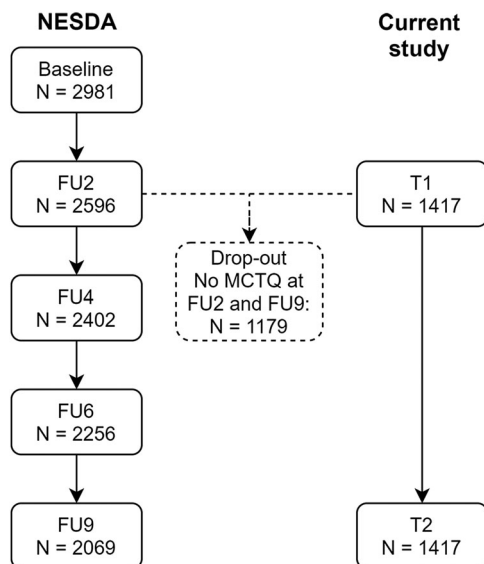 NESDA
Current
study
Baseline
N = 2981
FU2
N = 2596
T1
N = 1417
Drop-out
No MCTQ at
FU2 and FU9:
N = 1179
FU4
N = 2402
FU6
N = 2256
FU9
N = 2069
T2
N = 1417